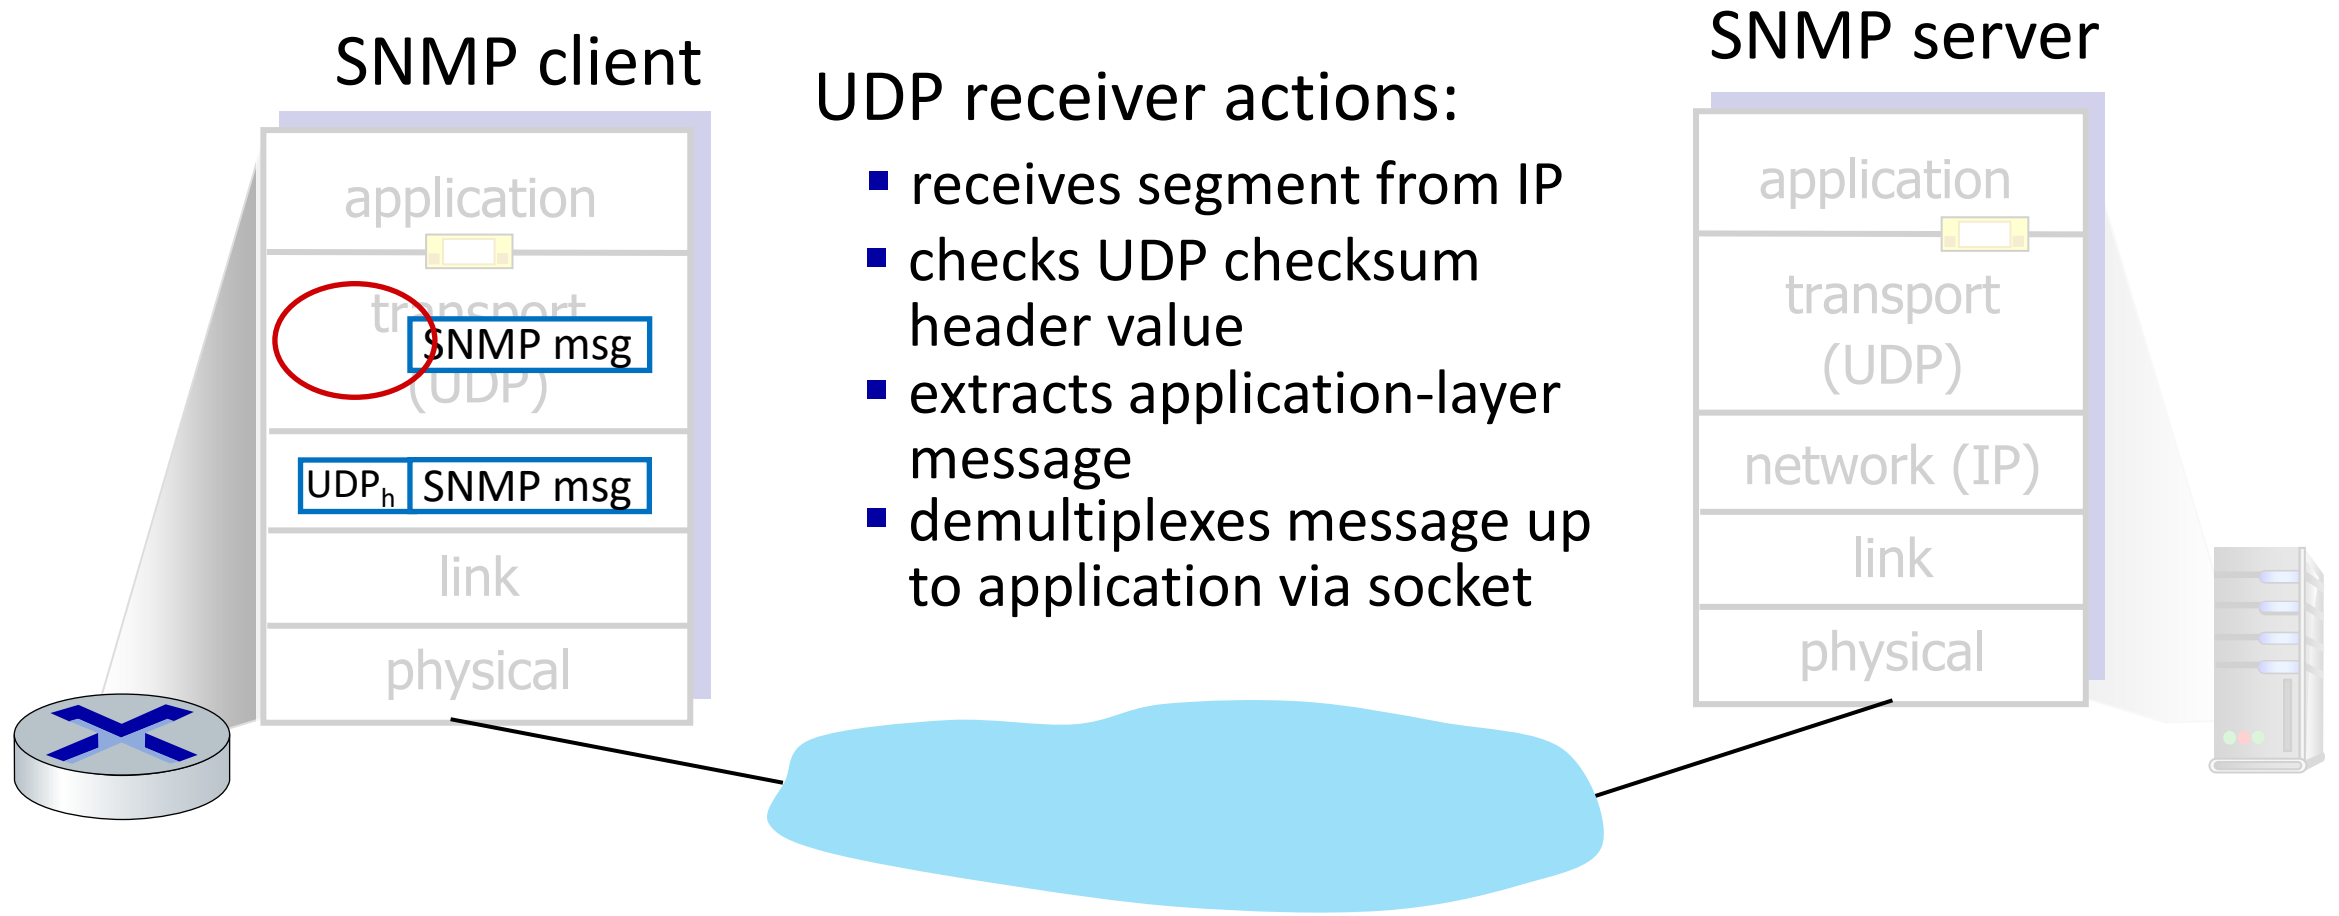 SNMP client
application
transport
SNMP msg
(UDP)
UDPh SNMP msg
link
physical
UDP receiver actions:
receives segment from IP
checks UDP checksum
header value
extracts application-layer
message
demultiplexes message up
to application via socket
SNMP server
application
transport
(UDP)
network (IP)
link
physical